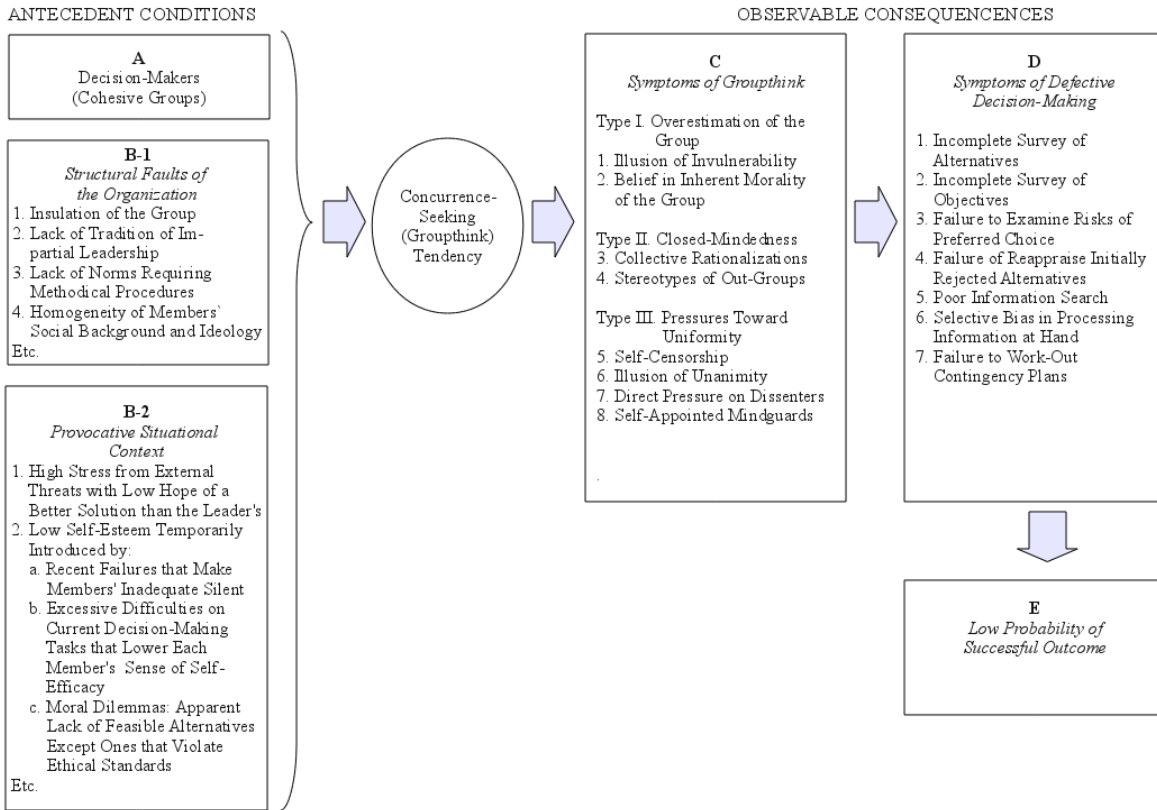 ANTECEDENT CONDITIONS
A
Decision-Makers
(Cohesive Groups)
B-1
Structural Faults of
the Organization
1. Insulation of the Group
2. Lack of Tradition of Im-
partial Leadership
3. Lack of Norms Requiring
Methodical Procedures
4. Homogeneity of Members`
Social Background and Ideology
Etc.
B-2
Provocative Situational
Context
1. High Stress from External
Threats with Low Hope of a
Better Solution than the Leader's
2. Low Self-Esteem Temporarily
Introduced by:
a. Recent Failures that Make
Members' Inadequate Silent
b. Excessive Difficulties on
Current Decision-Making
Tasks that Lower Each
Member's Sense of Self-
Efficacy
c. Moral Dilemmas: Apparent
Lack of Feasible Alternatives
Except Ones that Violate
Ethical Standards
Etc.
Concurrence-
Seeking
(Groupthink)
Tendency
OBSERVABLE CONSEQUENCENCES
C
Symptoms of Groupthink
Type I. Overestimation of the
Group
1. Illusion of Invulnerability
2. Belief in Inherent Morality
of the Group
Type II. Closed-Mindedness
3. Collective Rationalizations
4. Stereotypes of Out-Groups
Type III. Pressures Toward
Uniformity
5. Self-Censorship
6. Illusion of Unanimity
7. Direct Pressure on Dissenters
8. Self-Appointed Mindguards
.
D
Symptoms of Defective
Decision-Making
1. Incomplete Survey of
Alternatives
2. Incomplete Survey of
Objectives
3. Failure to Examine Risks of
Preferred Choice
4. Failure of Reappraise Initially
Rejected Alternatives
5. Poor Information Search
6. Selective Bias in Processing
Information at Hand
7. Failure to Work-Out
Contingency Plans
E
Low Probability of
Successful Outcome